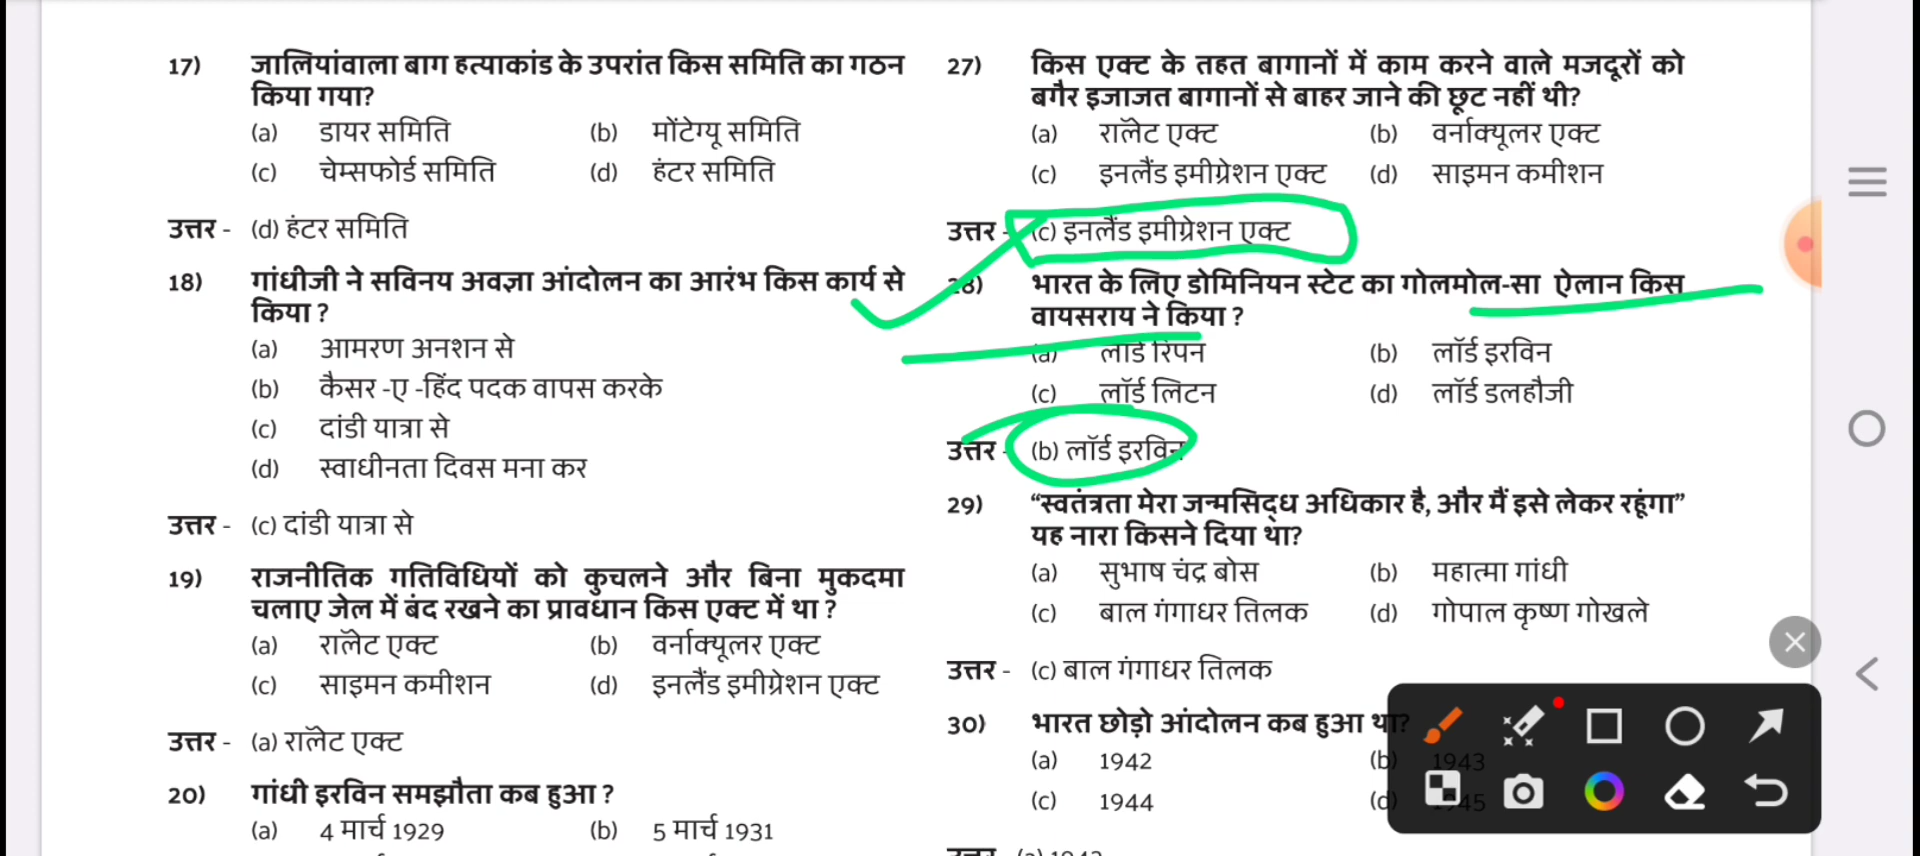 17) जालियांवाला बाग हत्याकांड के उपरांत किस समिति का गठन
किया गया?
(a) डायर समिति (b) मोंटेग्यू समिति
(c) चेम्सफोर्ड समिति (d) हंटर समिति
उत्तर - (d) हंटर समिति
18) गांधीजी ने सविनय अवज्ञा आंदोलन का आरंभ किस कार्य से
किया ?
(a) आमरण अनशन से
(b) कैसर -ए -हिंद पदक वापस करके
(c) दांडी यात्रा से
(d) स्वाधीनता दिवस मना कर
उत्तर - (c) दांडी यात्रा से
19) राजनीतिक गतिविधियों को कुचलने और बिना मुकदमा
चलाए जेल में बंद रखने का प्रावधान किस एक्ट में था ?
(a) रॉलेट एक्ट (b) वर्नाक्यूलर एक्ट
(c) साइमन कमीशन (d) इनलैंड इमीग्रेशन एक्ट
उत्तर - (a) रॉलेट एक्ट
20) गांधी इरविन समझौता कब हुआ ?
(a) 4 मार्च 1929 (b) 5 मार्च 1931
27) किस एक्ट के तहत बागानों में काम करने वाले मजदूरों को
बगैर इजाजत बागानों से बाहर जाने की छूट नहीं थी?
(a) रॉलेट एक्ट (b) वर्नाक्यूलर एक्ट
(c) इनलैंड इमीग्रेशन एक्ट (d) साइमन कमीशन
उत्तर - (c) इनलैंड इमीग्रेशन एक्ट
28) भारत के लिए डोमिनियन स्टेट का गोलमोल-सा ऐलान किस
वायसराय ने किया ?
(a) लॉर्ड रिपन (b) लॉर्ड इरविन
(c) लॉर्ड लिटन (d) लॉर्ड डलहौजी
उत्तर - (b) लॉर्ड इरविन
29) “स्वतंत्रता मेरा जन्मसिद्ध अधिकार है, और मैं इसे लेकर रहूंगा”
यह नारा किसने दिया था?
(a) सुभाष चंद्र बोस (b) महात्मा गांधी
(c) बाल गंगाधर तिलक (d) गोपाल कृष्ण गोखले
उत्तर - (c) बाल गंगाधर तिलक
30) भारत छोड़ो आंदोलन कब हुआ था?
(a) 1942 (b) 1943
(c) 1944 (d) 1945
उत्तर (a) 1942